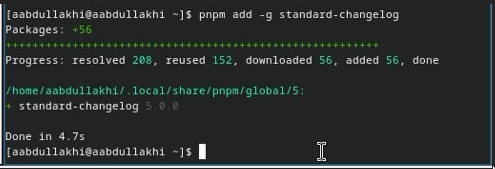 [aabdullakhi@aabdullakhi ~]$ pnpm add -g standard-changelog
Packages: +56
++++++++++++++++++++++++++++++++++++++++++++++++++++++++
Progress: resolved 208, reused 152, downloaded 56, added 56, done
/home/aabdullakhi/.local/share/pnpm/global/5:
+ standard-changelog 5.0.0
Done in 4.7s
[aabdullakhi@aabdullakhi ~]$